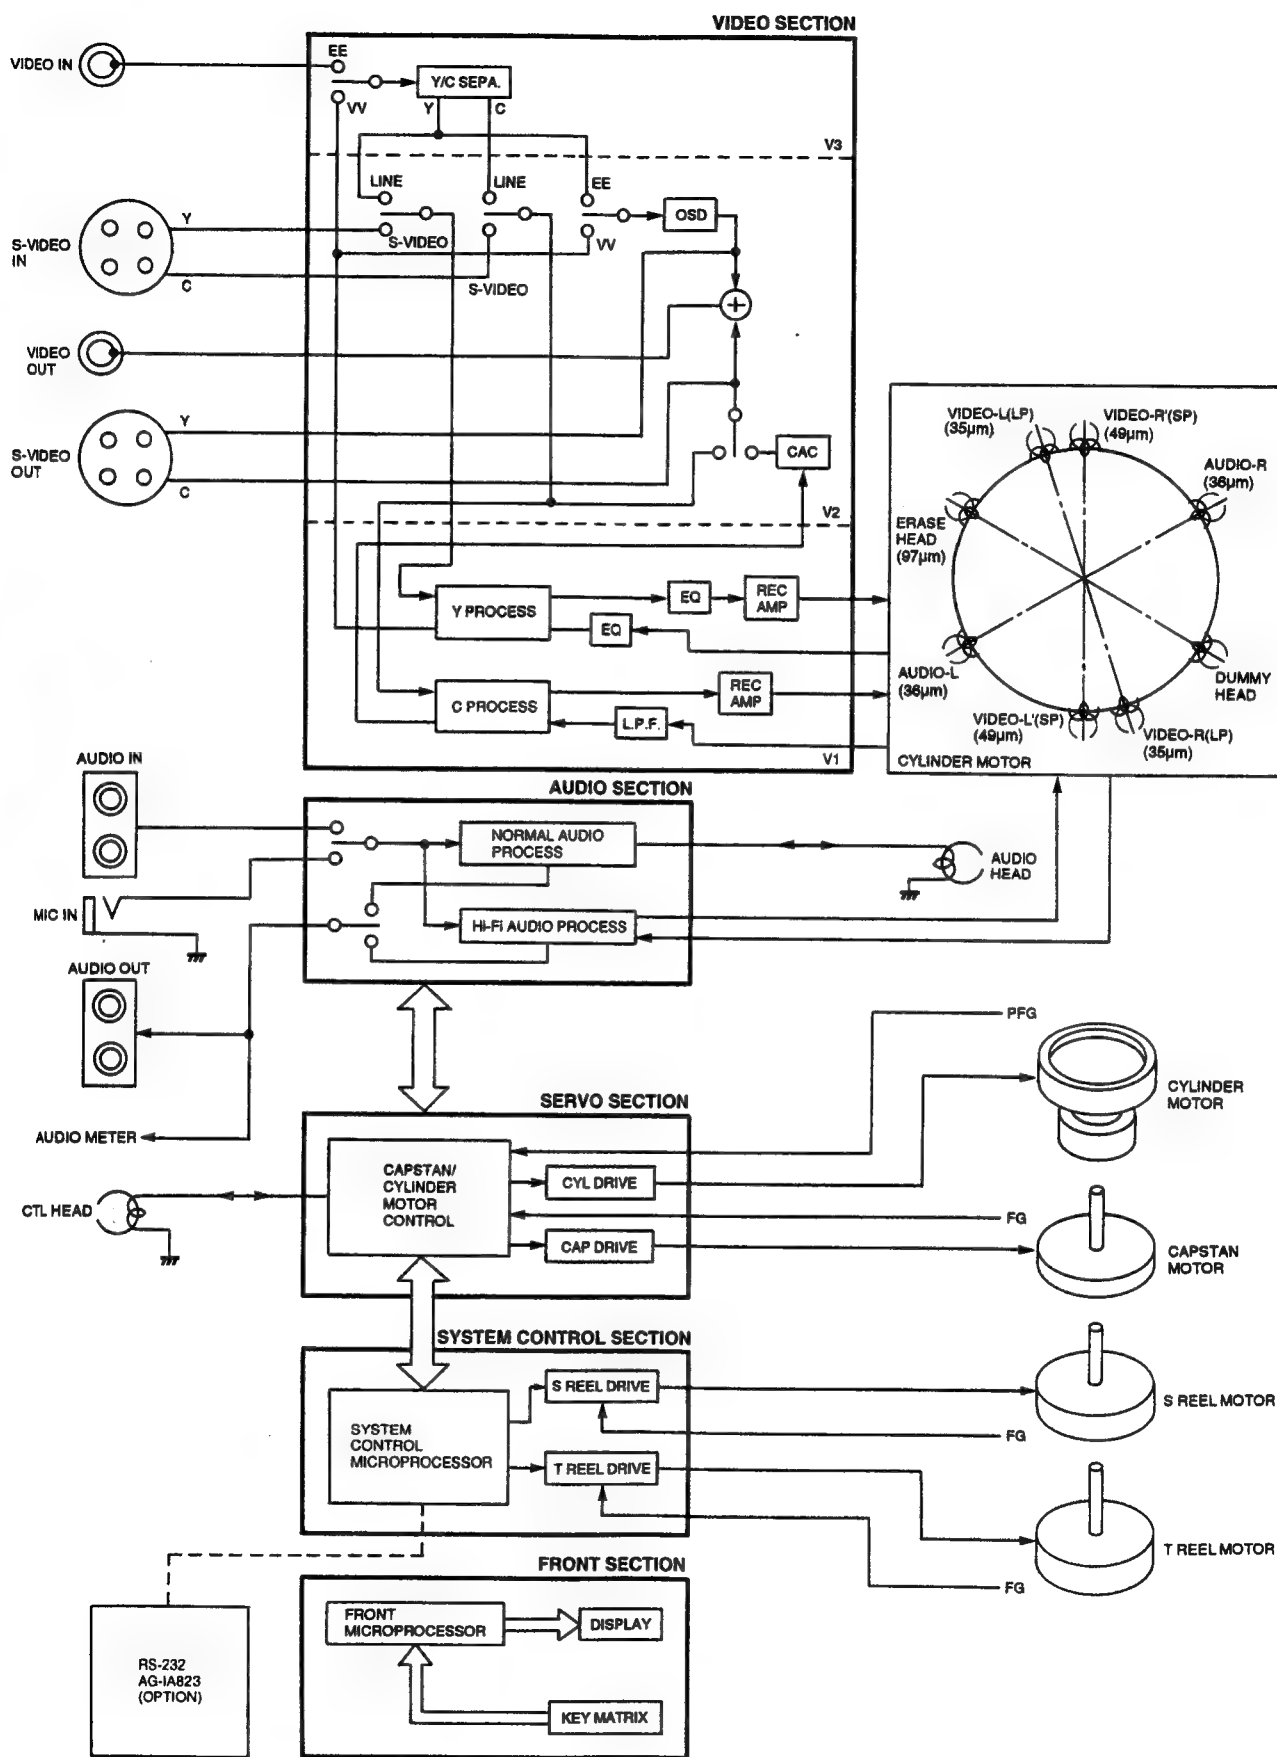 VIDEO SECTION
VIDEO IN
EE
VV
Y/C SEPA.
Y
C
V3
LINE
LINE
EE
OSD
S-VIDEO
IN
Y
C
S-VIDEO
S-VIDEO
VV
+
VIDEO
OUT
S-VIDEO
OUT
Y
C
CAC
V2
Y PROCESS
EQ
REC
AMP
EQ
C PROCESS
REC
AMP
L.P.F.
V1
VIDEO-L(LP)
(35µm)
VIDEO-R'(SP)
(49µm)
AUDIO-R
(36µm)
ERASE
HEAD
(97µm)
AUDIO-L
(36µm)
DUMMY
HEAD
VIDEO-L'(SP)
(49µm)
VIDEO-R(LP)
(35µm)
CYLINDER MOTOR
AUDIO SECTION
AUDIO IN
NORMAL AUDIO
PROCESS
AUDIO
HEAD
MIC IN
HI-FI AUDIO PROCESS
AUDIO OUT
AUDIO METER
SERVO SECTION
PFG
CYLINDER
MOTOR
CAPSTAN/
CYLINDER
MOTOR
CONTROL
CYL DRIVE
CTL HEAD
FG
CAP DRIVE
CAPSTAN
MOTOR
SYSTEM CONTROL SECTION
SYSTEM
CONTROL
MICROPROCESSOR
S REEL DRIVE
S REEL MOTOR
FG
T REEL DRIVE
T REEL MOTOR
FG
FRONT SECTION
FRONT
MICROPROCESSOR
DISPLAY
KEY MATRIX
RS-232
AG-IA823
(OPTION)